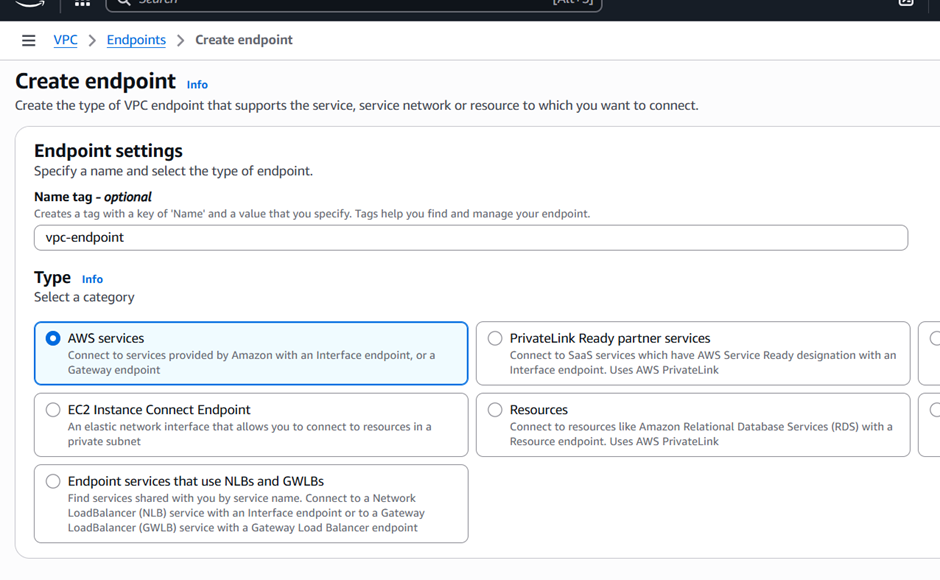 Search
[Alt+S]
VPC > Endpoints > Create endpoint
Create endpoint Info
Create the type of VPC endpoint that supports the service, service network or resource to which you want to connect.
Endpoint settings
Specify a name and select the type of endpoint.
Name tag - optional
Creates a tag with a key of 'Name' and a value that you specify. Tags help you find and manage your endpoint.
vpc-endpoint
Type Info
Select a category
AWS services
Connect to services provided by Amazon with an Interface endpoint, or a
Gateway endpoint
PrivateLink Ready partner services
Connect to SaaS services which have AWS Service Ready designation with an
Interface endpoint. Uses AWS PrivateLink
EC2 Instance Connect Endpoint
An elastic network interface that allows you to connect to resources in a
private subnet
Resources
Connect to resources like Amazon Relational Database Services (RDS) with a
Resource endpoint. Uses AWS PrivateLink
Endpoint services that use NLBs and GWLBs
Find services shared with you by service name. Connect to a Network
LoadBalancer (NLB) service with an Interface endpoint or to a Gateway
LoadBalancer (GWLB) service with a Gateway Load Balancer endpoint